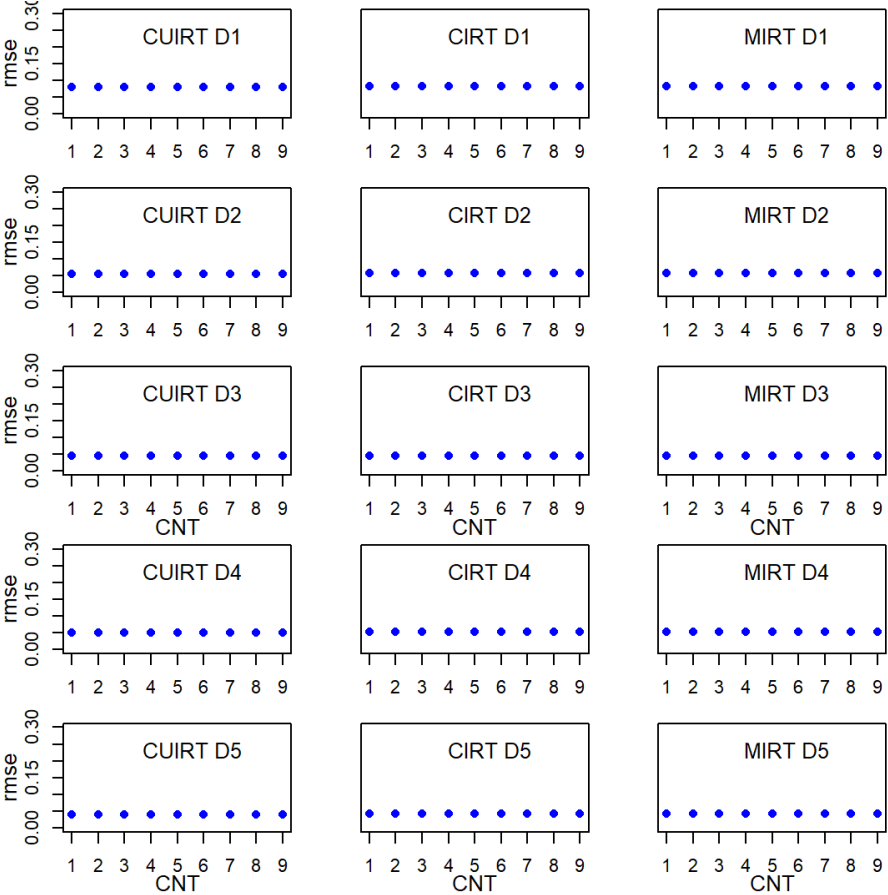 rmse
0.00 0.15 0.30
CUIRT D1
1 2 3 4 5 6 7 8 9
CIRT D1
1 2 3 4 5 6 7 8 9
MIRT D1
1 2 3 4 5 6 7 8 9
rmse
0.00 0.15 0.30
CUIRT D2
1 2 3 4 5 6 7 8 9
CIRT D2
1 2 3 4 5 6 7 8 9
MIRT D2
1 2 3 4 5 6 7 8 9
rmse
0.00 0.15 0.30
CUIRT D3
1 2 3 4 5 6 7 8 9
CNT
CIRT D3
1 2 3 4 5 6 7 8 9
CNT
MIRT D3
1 2 3 4 5 6 7 8 9
CNT
rmse
0.00 0.15 0.30
CUIRT D4
1 2 3 4 5 6 7 8 9
CIRT D4
1 2 3 4 5 6 7 8 9
MIRT D4
1 2 3 4 5 6 7 8 9
rmse
0.00 0.15 0.30
CUIRT D5
1 2 3 4 5 6 7 8 9
CNT
CIRT D5
1 2 3 4 5 6 7 8 9
CNT
MIRT D5
1 2 3 4 5 6 7 8 9
CNT